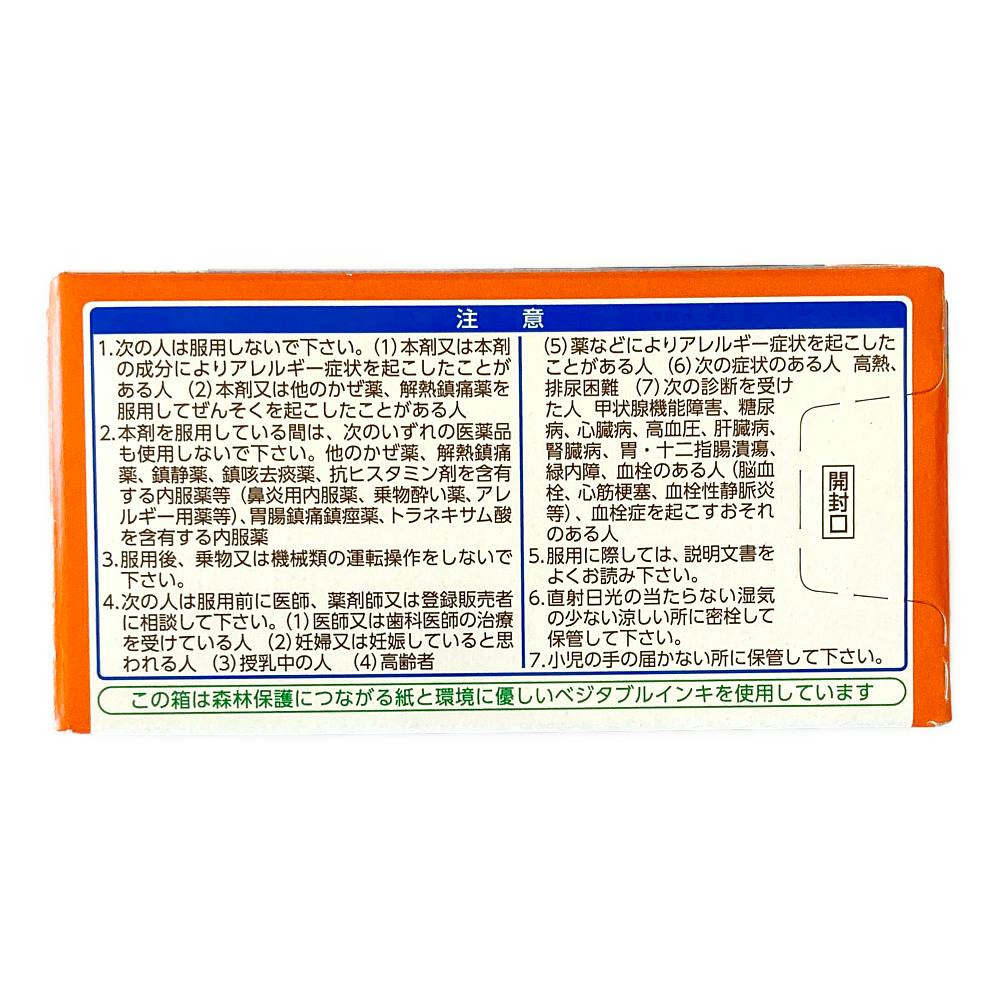 注　意
1.次の人は服用しないで下さい。(1)本剤又は本剤
の成分によりアレルギー症状を起こしたことが
ある人 (2)本剤又は他のかぜ薬、解熱鎮痛薬を
服用してぜんそくを起こしたことがある人
2.本剤を服用している間は、次のいずれの医薬品
も使用しないで下さい。他のかぜ薬、解熱鎮痛
薬、鎮静薬、鎮咳去痰薬、抗ヒスタミン剤を含有
する内服薬等(鼻炎用内服薬、乗物酔い薬、アレ
ルギー用薬等)、胃腸鎮痛鎮痙薬、トラネキサム酸
を含有する内服薬
3.服用後、乗物又は機械類の運転操作をしないで
下さい。
4.次の人は服用前に医師、薬剤師又は登録販売者
に相談して下さい。(1)医師又は歯科医師の治療
を受けている人 (2)妊婦又は妊娠していると思
われる人 (3)授乳中の人 (4)高齢者
(5)薬などによりアレルギー症状を起こした
ことがある人 (6)次の症状のある人 高熱、
排尿困難 (7)次の診断を受け
た人 甲状腺機能障害、糖尿
病、心臓病、高血圧、肝臓病、
腎臓病、胃・十二指腸潰瘍、
緑内障、血栓のある人(脳血
栓、心筋梗塞、血栓性静脈炎
等)、血栓症を起こすおそれ
のある人
5.服用に際しては、説明文書を
よくお読み下さい。
6.直射日光の当たらない湿気
の少ない涼しい所に密栓して
保管して下さい。
7.小児の手の届かない所に保管して下さい。
開封口
この箱は森林保護につながる紙と環境に優しいベジタブルインキを使用しています